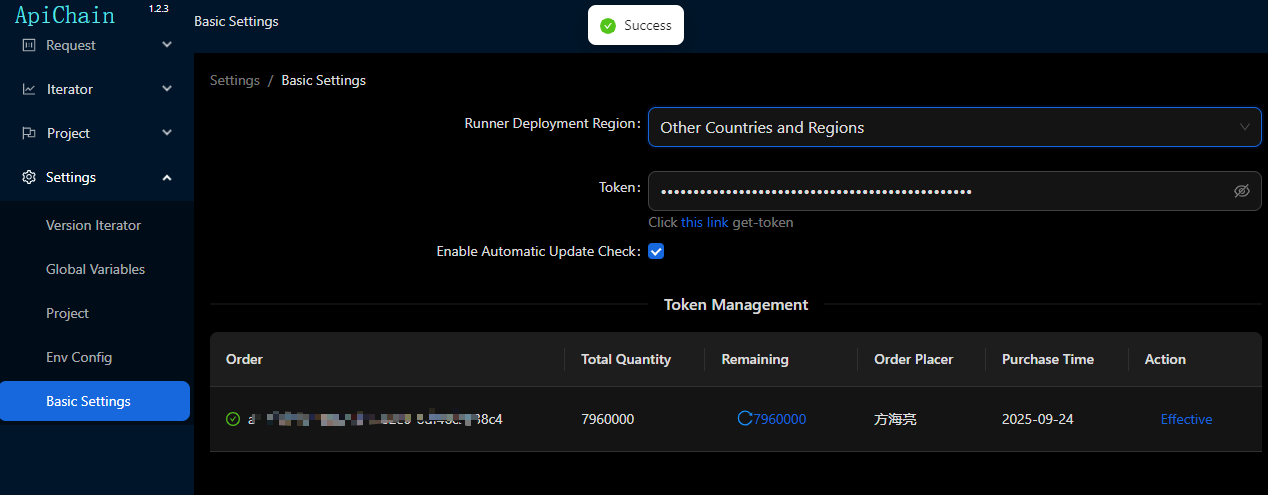 ApiChain 1.2.3
Basic Settings
Success
Request
Iterator
Project
Settings
Version Iterator
Global Variables
Project
Env Config
Basic Settings
Settings / Basic Settings
Runner Deployment Region: Other Countries and Regions
Token: ••••••••••••••••••••••••••••••••••••••••••••••••
Click this link get-token
Enable Automatic Update Check:
Token Management
Order Total Quantity Remaining Order Placer Purchase Time Action
7960000 7960000 方海亮 2025-09-24 Effective